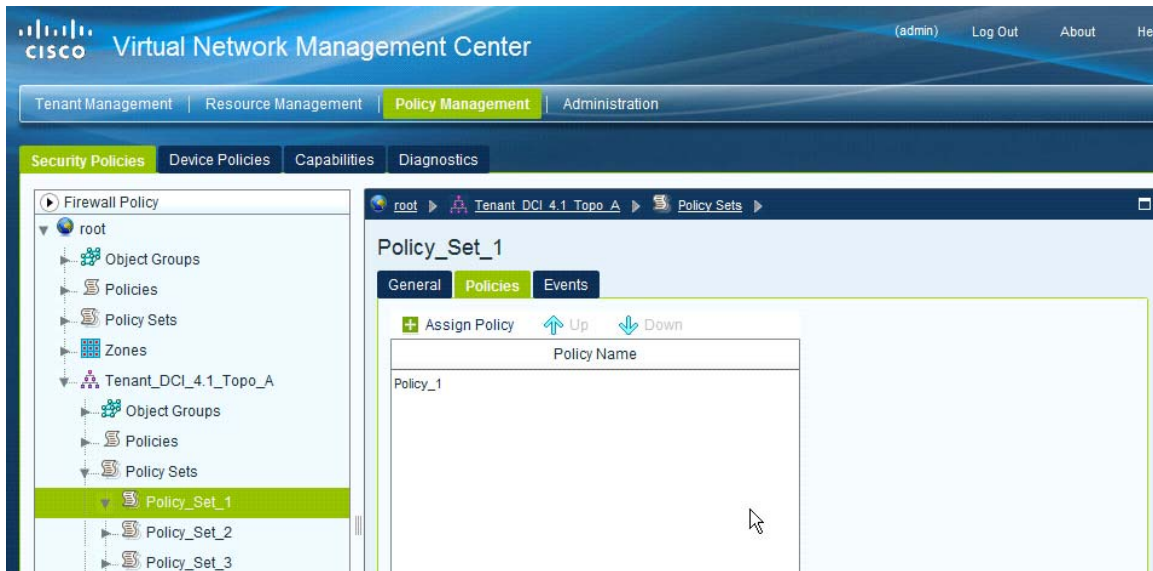 CISCO Virtual Network Management Center
(admin) Log Out About He
Tenant Management | Resource Management | Policy Management | Administration
Security Policies Device Policies Capabilities Diagnostics
Firewall Policy
root
Object Groups
Policies
Policy Sets
Zones
Tenant_DCI_4.1_Topo_A
Object Groups
Policies
Policy Sets
Policy_Set_1
Policy_Set_2
Policy_Set_3
root Tenant_DCI_4.1_Topo_A Policy Sets
Policy_Set_1
General Policies Events
Assign Policy Up Down
Policy Name
Policy_1